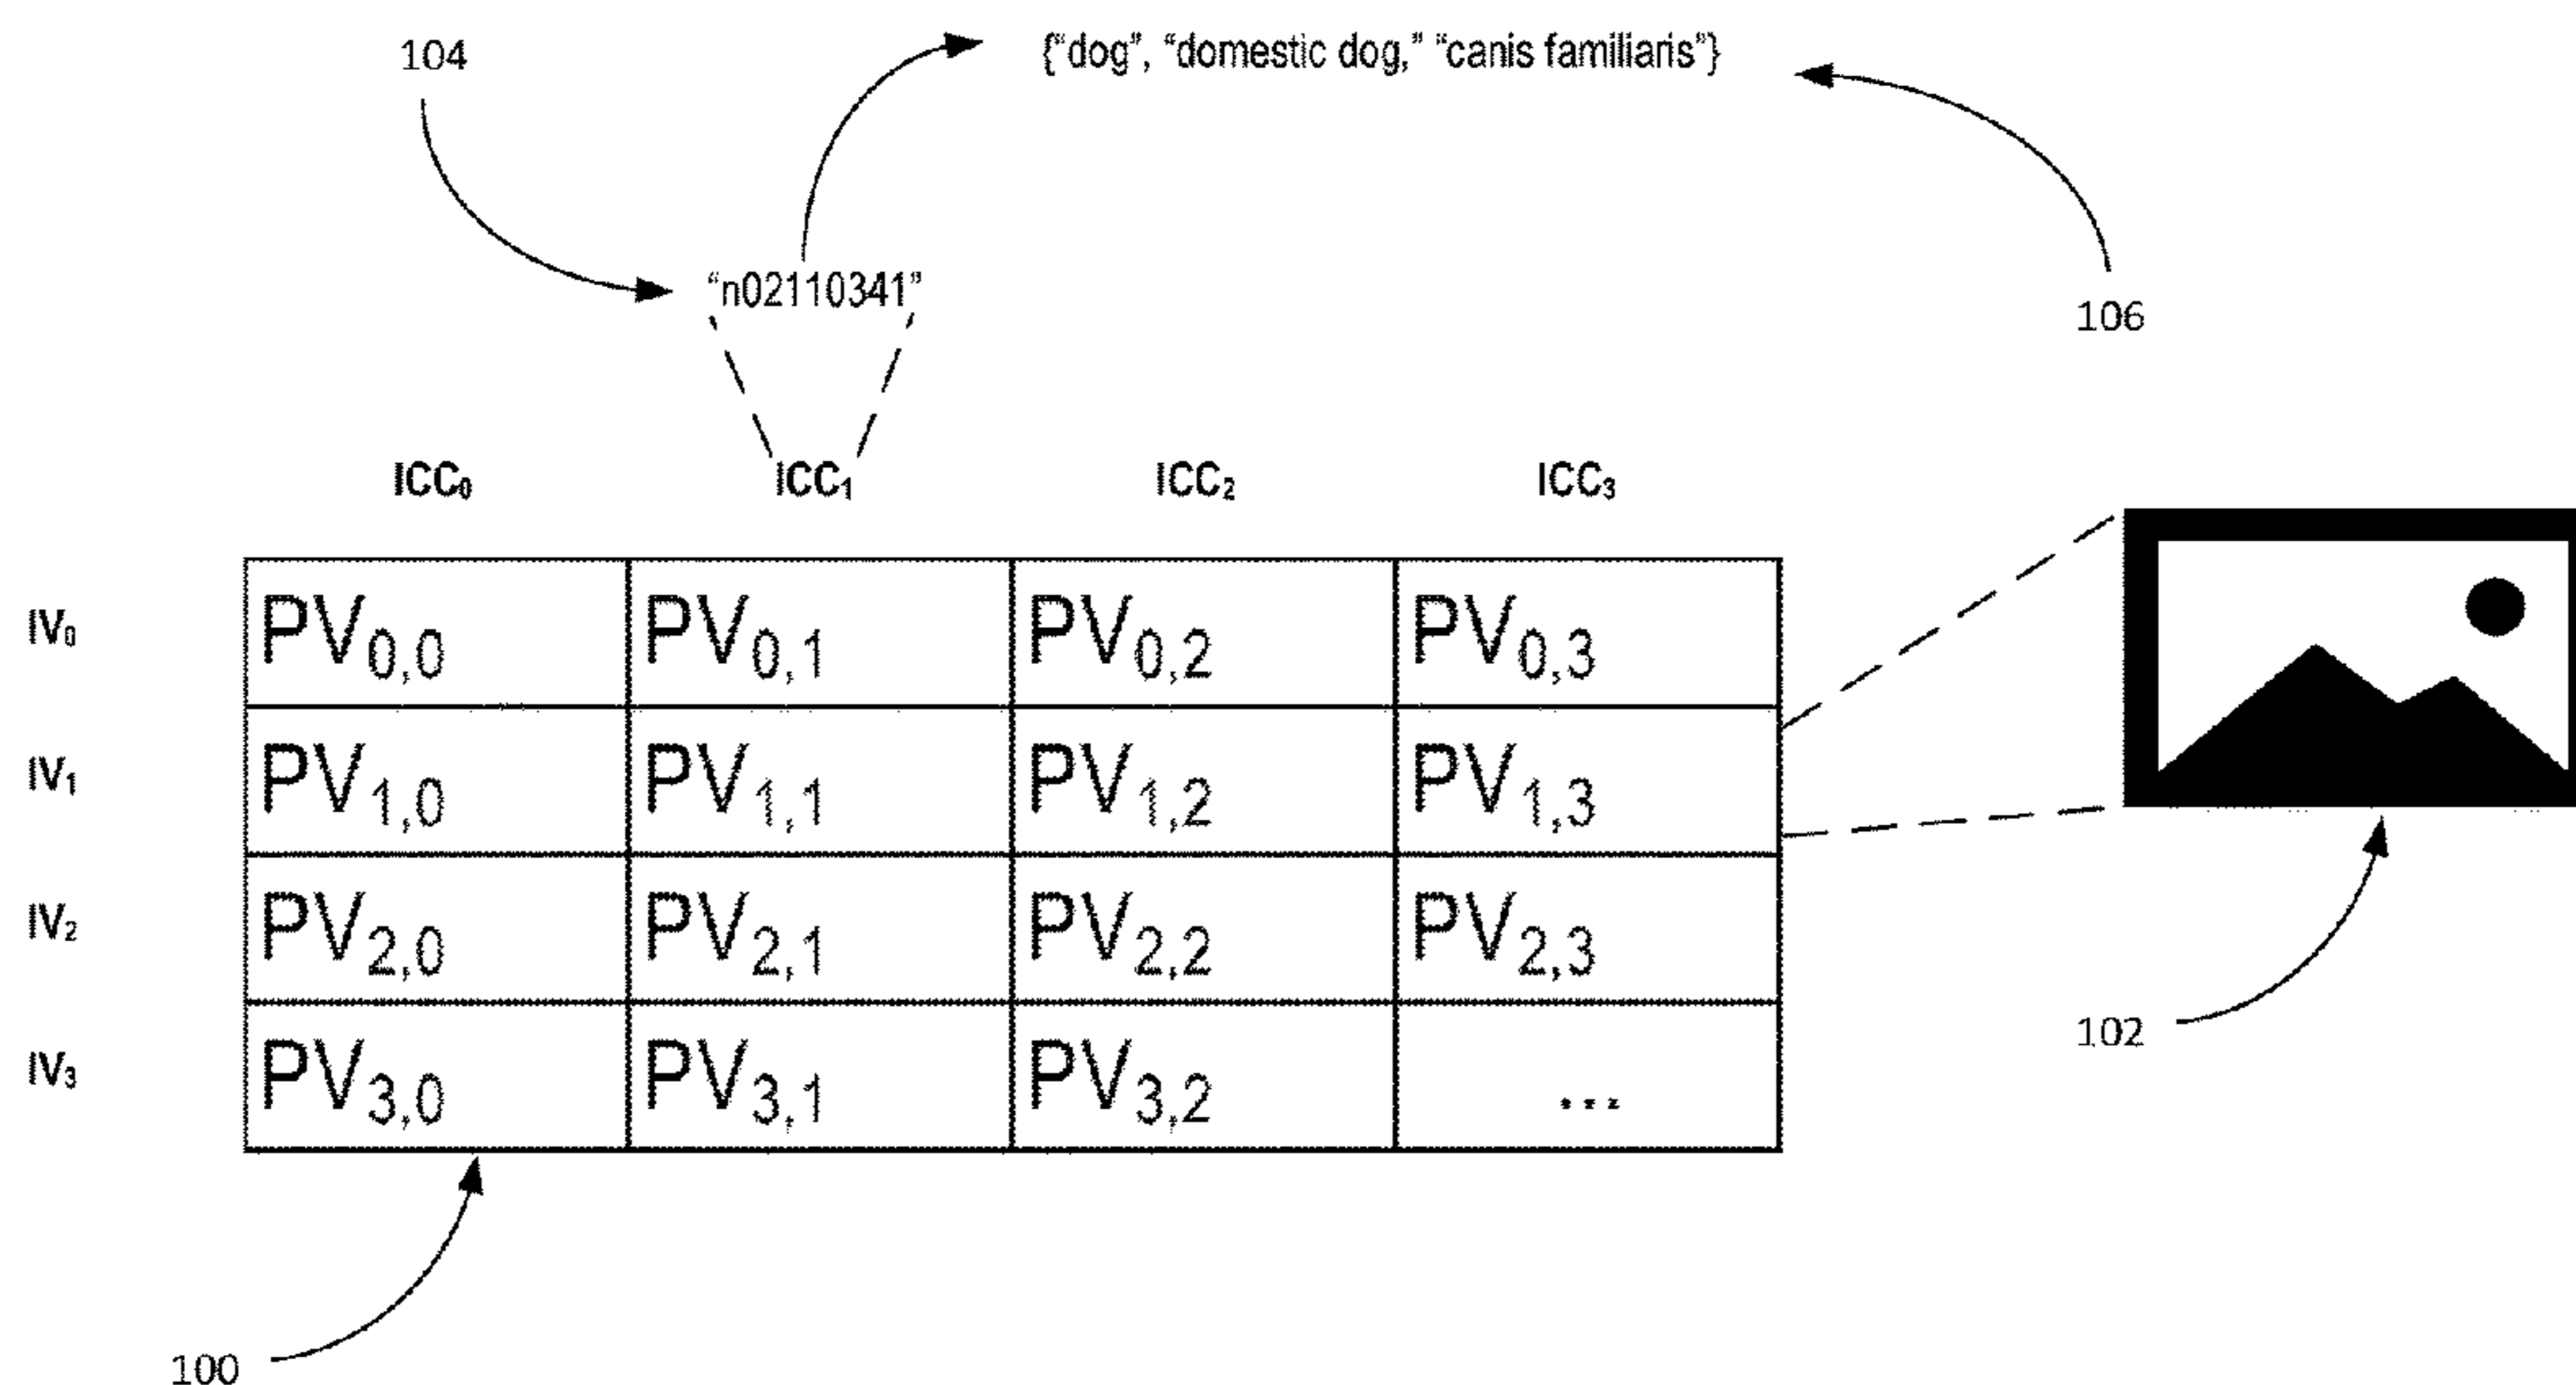 104
{"dog", "domestic dog," "canis familiaris"}
"n02110341"
106
ICC₀ ICC₁ ICC₂ ICC₃
IV₀ PV₀,₀ PV₀,₁ PV₀,₂ PV₀,₃
IV₁ PV₁,₀ PV₁,₁ PV₁,₂ PV₁,₃
IV₂ PV₂,₀ PV₂,₁ PV₂,₂ PV₂,₃
IV₃ PV₃,₀ PV₃,₁ PV₃,₂ ...
102
100